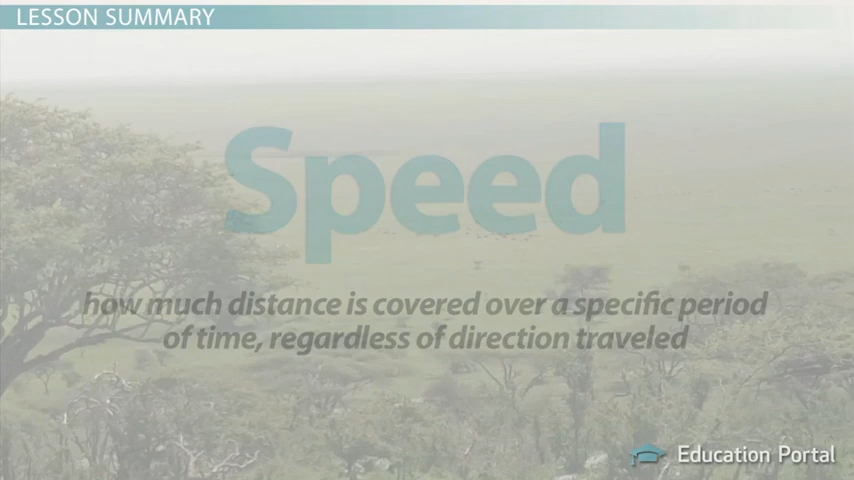 LESSON SUMMARY
Speed
how much distance is covered over a specific period
of time, regardless of direction traveled
Education Portal